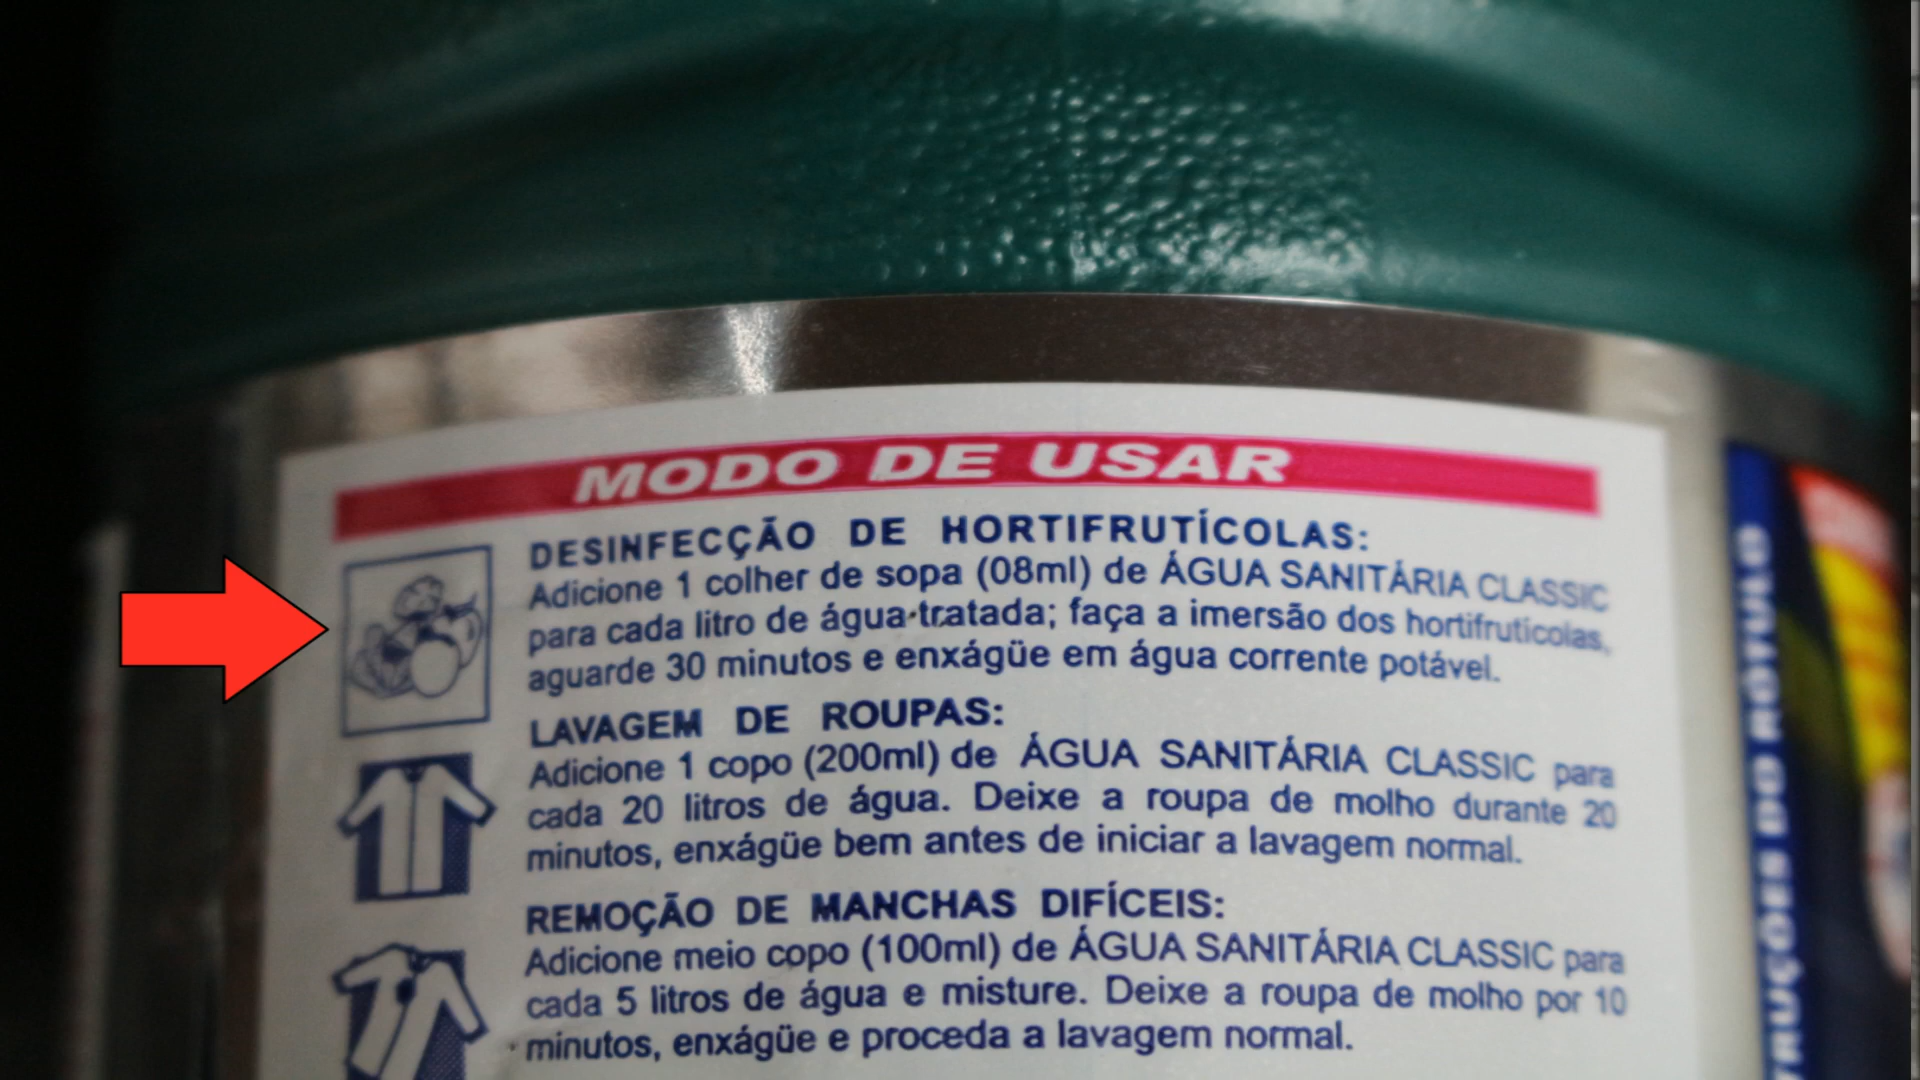 MODO DE USAR
DESINFECÇÃO DE HORTIFRUTÍCOLAS:
Adicione 1 colher de sopa (08ml) de ÁGUA SANITÁRIA CLASSIC
para cada litro de água tratada; faça a imersão dos hortifrutícolas,
aguarde 30 minutos e enxágüe em água corrente potável.
LAVAGEM DE ROUPAS:
Adicione 1 copo (200ml) de ÁGUA SANITÁRIA CLASSIC para
cada 20 litros de água. Deixe a roupa de molho durante 20
minutos, enxágüe bem antes de iniciar a lavagem normal.
REMOÇÃO DE MANCHAS DIFÍCEIS:
Adicione meio copo (100ml) de ÁGUA SANITÁRIA CLASSIC para
cada 5 litros de água e misture. Deixe a roupa de molho por 10
minutos, enxágüe e proceda a lavagem normal.
DO RÓTULO